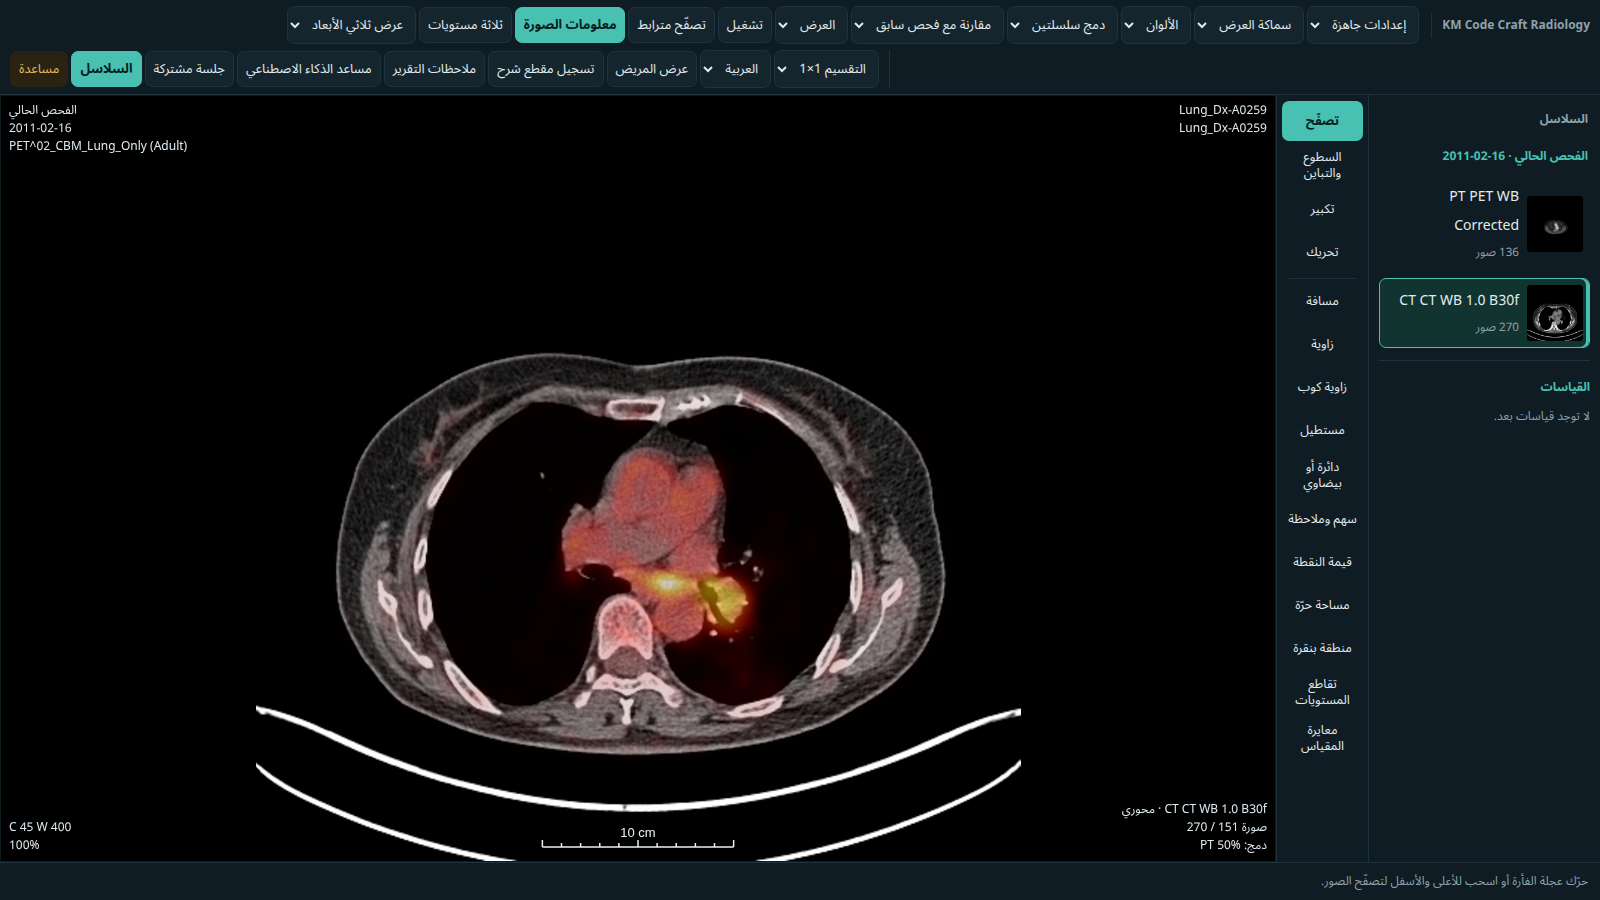 KM Code Craft Radiology
إعدادات جاهزة
سماكة العرض
الألوان
دمج سلسلتين
مقارنة مع فحص سابق
العرض
تشغيل
تصفّح مترابط
معلومات الصورة
ثلاثة مستويات
عرض ثلاثي الأبعاد
التقسيم 1×1
العربية
عرض المريض
تسجيل مقطع شرح
ملاحظات التقرير
مساعد الذكاء الاصطناعي
جلسة مشتركة
السلاسل
مساعدة
السلاسل
الفحص الحالي · 2011-02-16
PT PET WB Corrected
136 صور
CT CT WB 1.0 B30f
270 صور
القياسات
لا توجد قياسات بعد.
تصفّح
السطوع والتباين
تكبير
تحريك
مسافة
زاوية
زاوية كوب
مستطيل
دائرة أو بيضاوي
سهم وملاحظة
قيمة النقطة
مساحة حرّة
منطقة بنقرة
تقاطع المستويات
معايرة المقياس
Lung_Dx-A0259
Lung_Dx-A0259
الفحص الحالي
2011-02-16
PET^02_CBM_Lung_Only (Adult)
CT CT WB 1.0 B30f · محوري
صورة 151 / 270
دمج: PT 50%
10 cm
C 45 W 400
100%
حرّك عجلة الفأرة أو اسحب للأعلى والأسفل لتصفّح الصور.